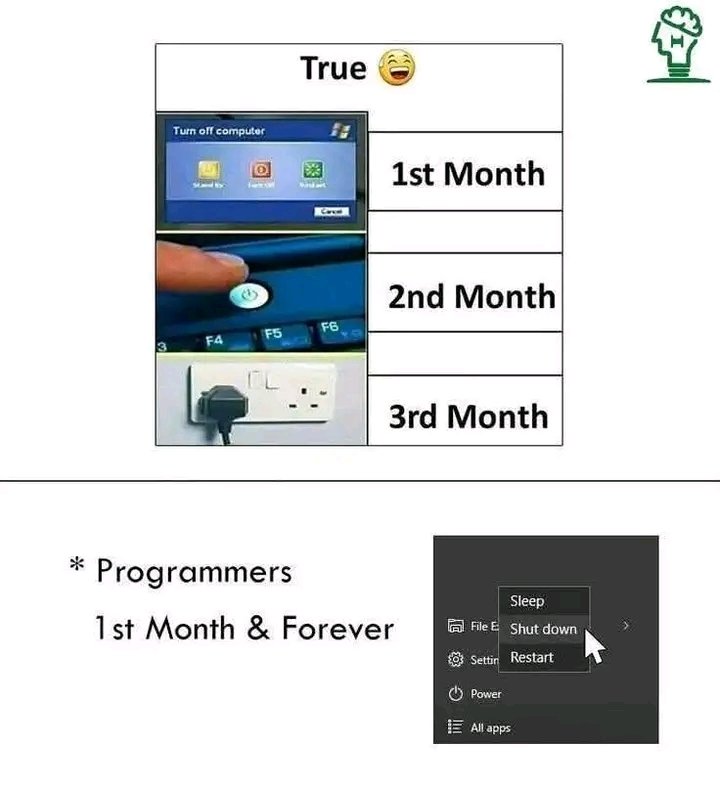 True 😅
Turn off computer
Stand By Turn Off Restart
Cancel
1st Month
2nd Month
3 F4 F5 F6
3rd Month
* Programmers
1st Month & Forever
Sleep
File E
Shut down
Settin
Restart
Power
All apps
H